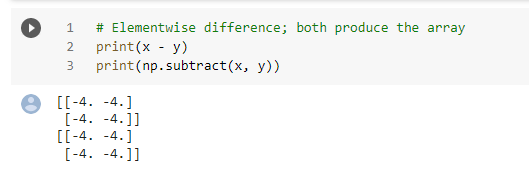 1 # Elementwise difference; both produce the array
2 print(x - y)
3 print(np.subtract(x, y))
[[-4. -4.]
 [-4. -4.]]
[[-4. -4.]
 [-4. -4.]]